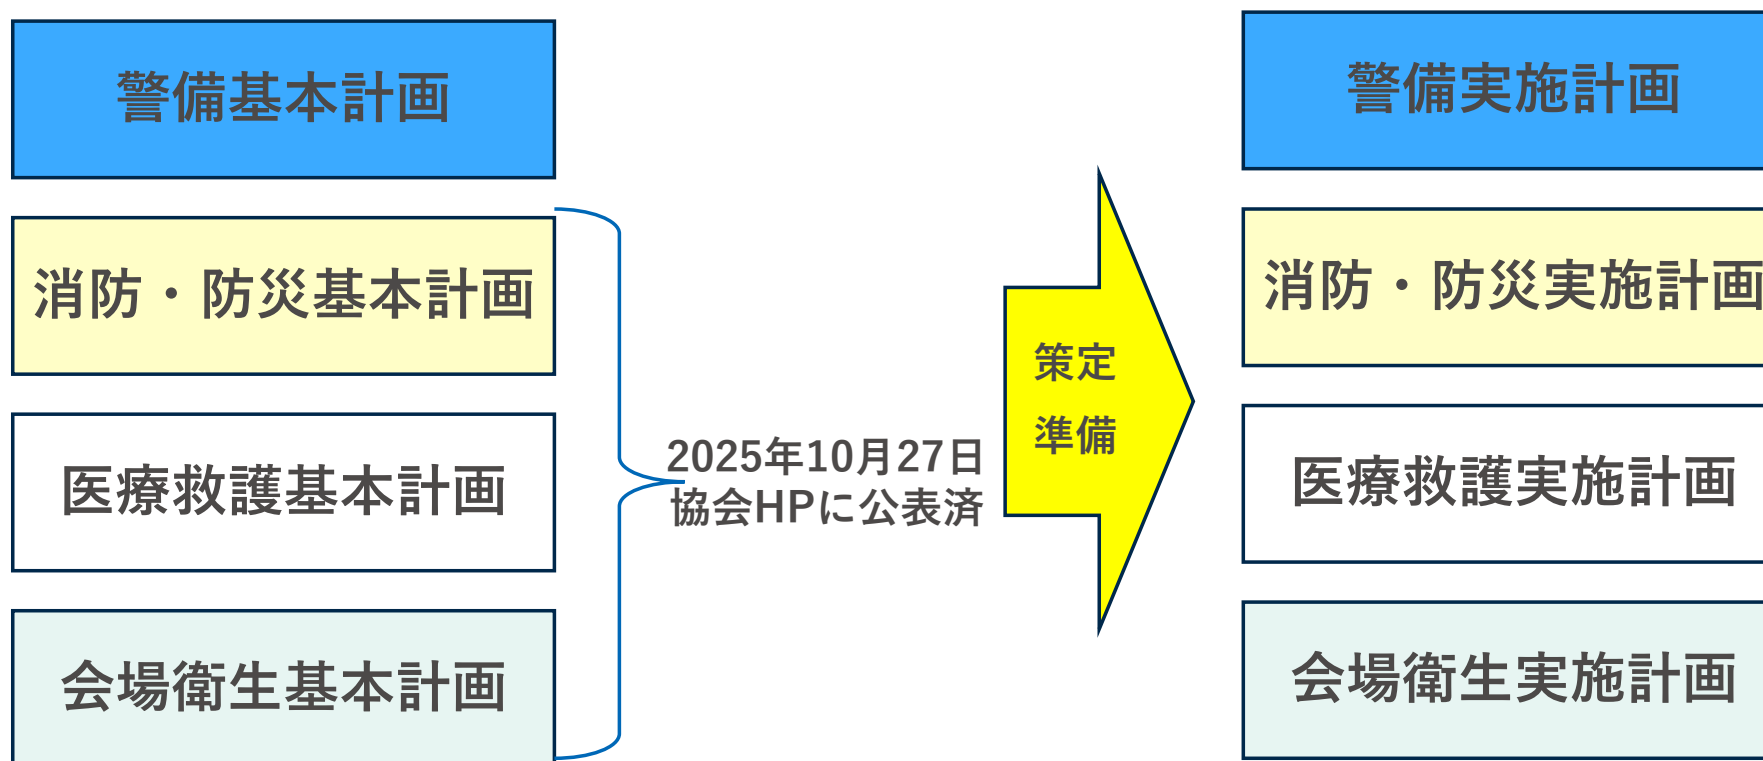 警備基本計画
消防・防災基本計画
医療救護基本計画
会場衛生基本計画
2025年10月27日
協会HPに公表済
策定
準備
警備実施計画
消防・防災実施計画
医療救護実施計画
会場衛生実施計画